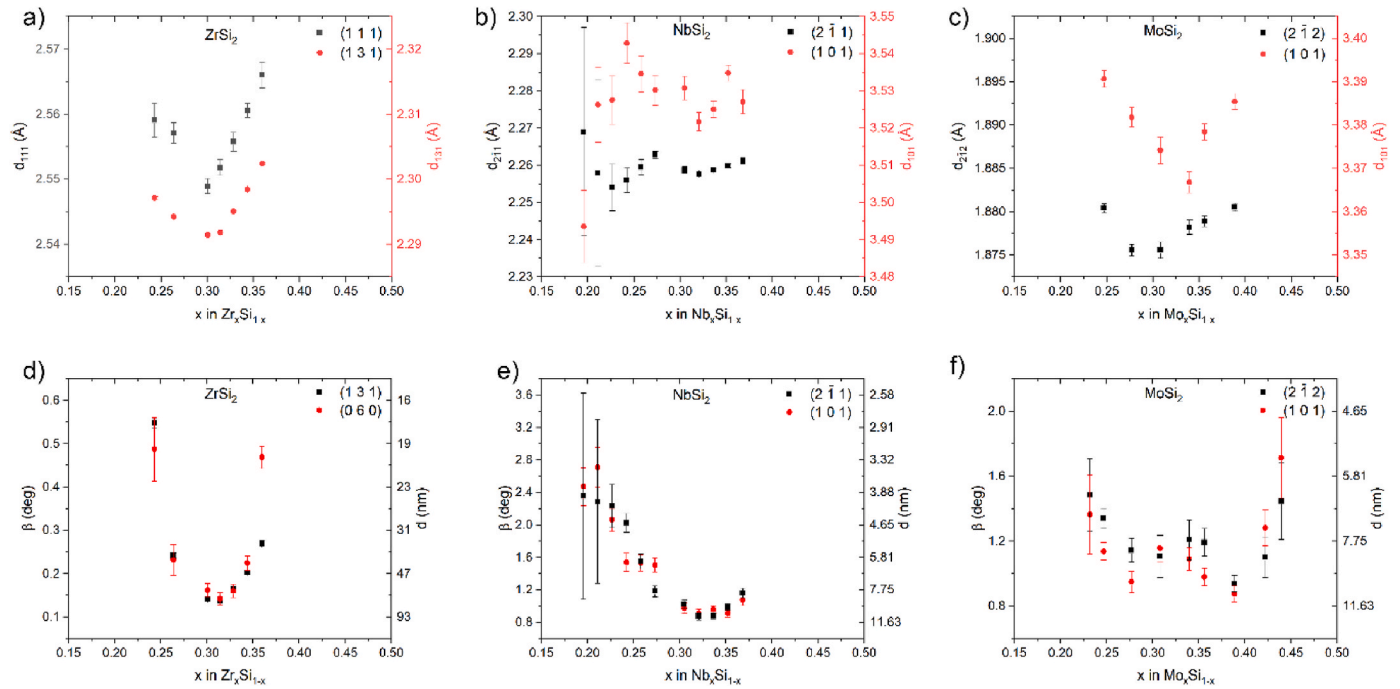 a)
ZrSi2
(1 1 1)
(1 3 1)
2.57
2.56
2.55
2.54
d111 (Å)
2.32
2.31
2.30
2.29
d131 (Å)
0.15 0.20 0.25 0.30 0.35 0.40 0.45 0.50
x in ZrxSi1-x
b)
NbSi2
(2 1̅ 1)
(1 0 1)
2.30
2.29
2.28
2.27
2.26
2.25
2.24
2.23
d21̅1 (Å)
3.55
3.54
3.53
3.52
3.51
3.50
3.49
3.48
d101 (Å)
0.15 0.20 0.25 0.30 0.35 0.40 0.45 0.50
x in NbxSi1-x
c)
MoSi2
(2 1̅ 2)
(1 0 1)
1.900
1.895
1.890
1.885
1.880
1.875
d21̅2 (Å)
3.40
3.39
3.38
3.37
3.36
3.35
d101 (Å)
0.15 0.20 0.25 0.30 0.35 0.40 0.45 0.50
x in MoxSi1-x
d)
ZrSi2
(1 3 1)
(0 6 0)
0.6
0.5
0.4
0.3
0.2
0.1
β (deg)
16
19
23
31
47
93
d (nm)
0.15 0.20 0.25 0.30 0.35 0.40 0.45 0.50
x in ZrxSi1-x
e)
NbSi2
(2 1̅ 1)
(1 0 1)
3.6
3.2
2.8
2.4
2.0
1.6
1.2
0.8
β (deg)
2.58
2.91
3.32
3.88
4.65
5.81
7.75
11.63
d (nm)
0.15 0.20 0.25 0.30 0.35 0.40 0.45 0.50
x in NbxSi1-x
f)
MoSi2
(2 1̅ 2)
(1 0 1)
2.0
1.6
1.2
0.8
β (deg)
4.65
5.81
7.75
11.63
d (nm)
0.15 0.20 0.25 0.30 0.35 0.40 0.45 0.50
x in MoxSi1-x